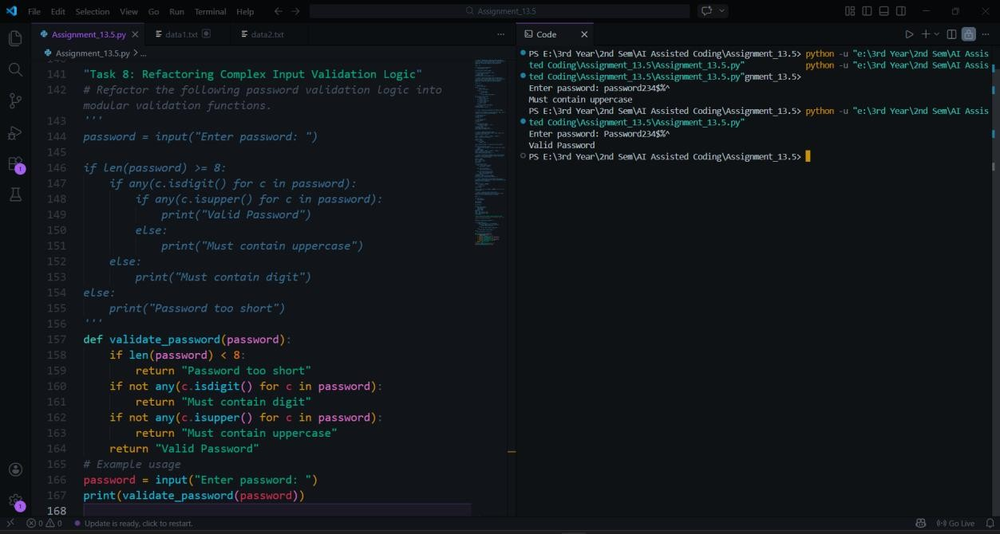 File Edit Selection View Go Run Terminal Help
Assignment_13.5
Assignment_13.5.py
data1.txt
data2.txt
Assignment_13.5.py > ...
140
141 "Task 8: Refactoring Complex Input Validation Logic"
142 # Refactor the following password validation logic into
modular validation functions.
143 '''
144 password = input("Enter password: ")
145
146 if len(password) >= 8:
147 if any(c.isdigit() for c in password):
148 if any(c.isupper() for c in password):
149 print("Valid Password")
150 else:
151 print("Must contain uppercase")
152 else:
153 print("Must contain digit")
154 else:
155 print("Password too short")
156 '''
157 def validate_password(password):
158 if len(password) < 8:
159 return "Password too short"
160 if not any(c.isdigit() for c in password):
161 return "Must contain digit"
162 if not any(c.isupper() for c in password):
163 return "Must contain uppercase"
164 return "Valid Password"
165 # Example usage
166 password = input("Enter password: ")
167 print(validate_password(password))
168
Code
PS E:\3rd Year\2nd Sem\AI Assisted Coding\Assignment_13.5> python -u "e:\3rd Year\2nd Sem\AI Assis
ted Coding\Assignment_13.5\Assignment_13.5.py" python -u "e:\3rd Year\2nd Sem\AI Assis
ted Coding\Assignment_13.5\Assignment_13.5.py"gnment_13.5>
Enter password: password234$%^
Must contain uppercase
PS E:\3rd Year\2nd Sem\AI Assisted Coding\Assignment_13.5> python -u "e:\3rd Year\2nd Sem\AI Assis
ted Coding\Assignment_13.5\Assignment_13.5.py"
Enter password: Password234$%^
Valid Password
PS E:\3rd Year\2nd Sem\AI Assisted Coding\Assignment_13.5>
1
1
0 0 Update is ready, click to restart.
Go Live